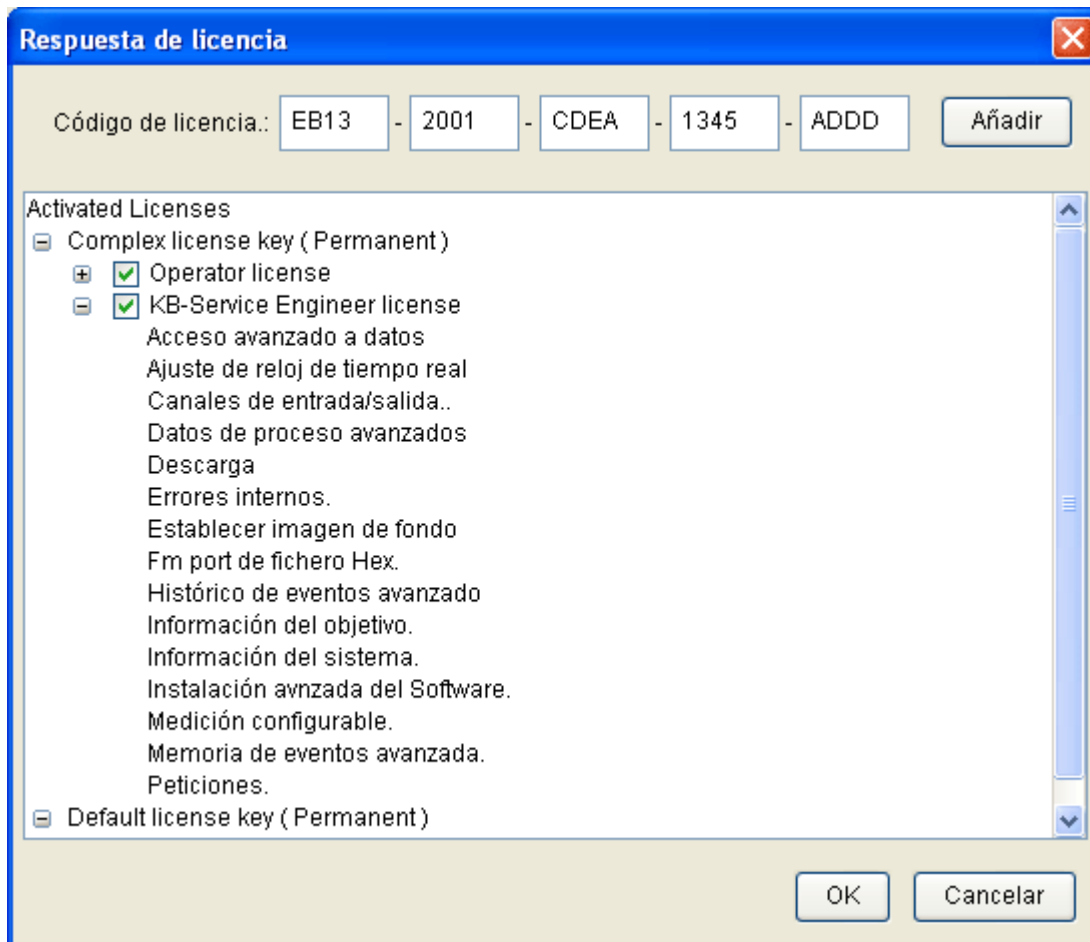 Respuesta de licencia
Código de licencia.: EB13 - 2001 - CDEA - 1345 - ADDD Añadir
Activated Licenses
Complex license key ( Permanent )
Operator license
KB-Service Engineer license
Acceso avanzado a datos
Ajuste de reloj de tiempo real
Canales de entrada/salida..
Datos de proceso avanzados
Descarga
Errores internos.
Establecer imagen de fondo
Fm port de fichero Hex.
Histórico de eventos avanzado
Información del objetivo.
Información del sistema.
Instalación avnzada del Software.
Medición configurable.
Memoria de eventos avanzada.
Peticiones.
Default license key ( Permanent )
OK Cancelar